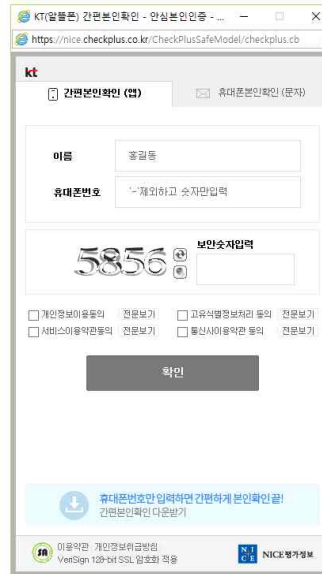 KT(알뜰폰) 간편본인확인 - 안심본인인증 - ...
https://nice.checkplus.co.kr/CheckPlusSafeModel/checkplus.cb
kt
간편본인확인 (앱)
휴대폰본인확인 (문자)
이름
홍길동
휴대폰번호
'-'제외하고 숫자만입력
5856
보안숫자입력
개인정보이용동의 전문보기
고유식별정보처리 동의 전문보기
서비스이용약관동의 전문보기
통신사이용약관 동의 전문보기
확인
휴대폰번호만 입력하면 간편하게 본인확인 끝!
간편본인확인 다운받기
이용약관 개인정보취급방침
VeriSign 128-bit SSL 암호화 적용
NICE평가정보